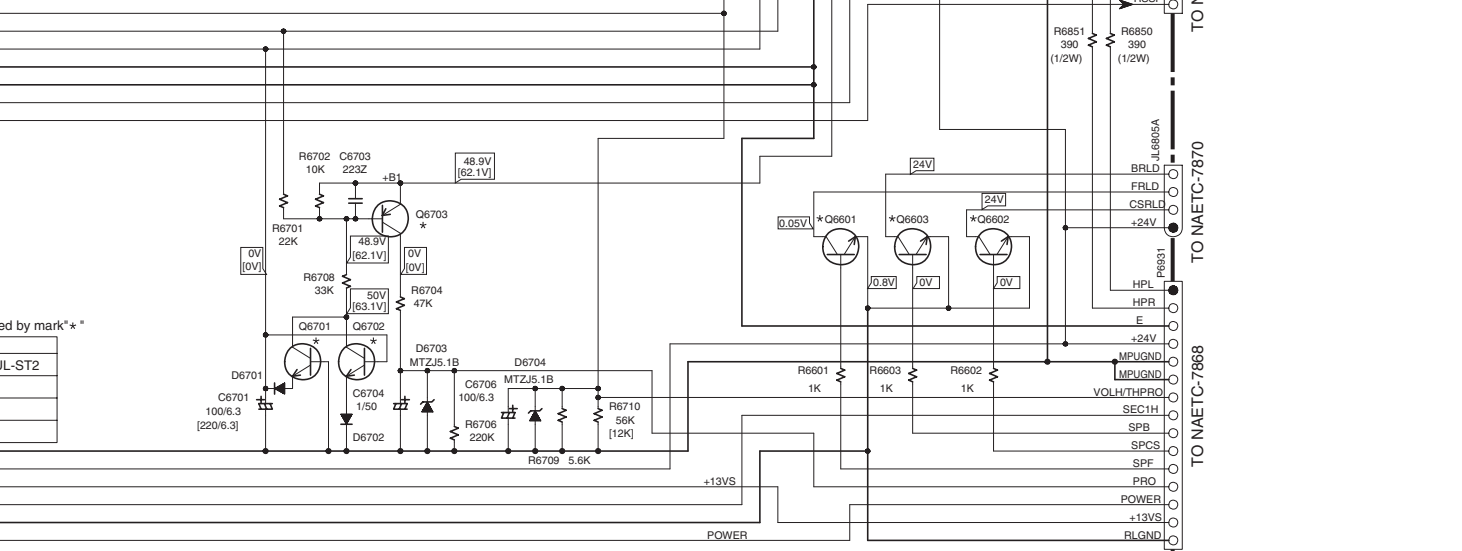 R6851
390
(1/2W)
R6850
390
(1/2W)
JL6805A
TO NAETC-7870
BRLD
FRLD
CSRLD
+24V
P6931
HPL
HPR
E
+24V
MPUGND
MPUGND
VOLH/THPRO
SEC1H
SPB
SPCS
SPF
PRO
POWER
+13VS
RLGND
TO NAETC-7868
R6702
10K
C6703
223Z
+B1
48.9V
[62.1V]
Q6703
*
R6701
22K
48.9V
[62.1V]
0V
[0V]
0V
[0V]
R6708
33K
R6704
47K
50V
[63.1V]
Q6701
*
Q6702
*
ed by mark"*"
JL-ST2
D6701
C6701
100/6.3
[220/6.3]
C6704
1/50
D6702
D6703
MTZJ5.1B
C6706
100/6.3
R6706
220K
D6704
MTZJ5.1B
R6710
56K
[12K]
R6709 5.6K
24V
24V
0.05V
*Q6601
*Q6603
*Q6602
0.8V
0V
0V
R6601
1K
R6603
1K
R6602
1K
+13VS
POWER